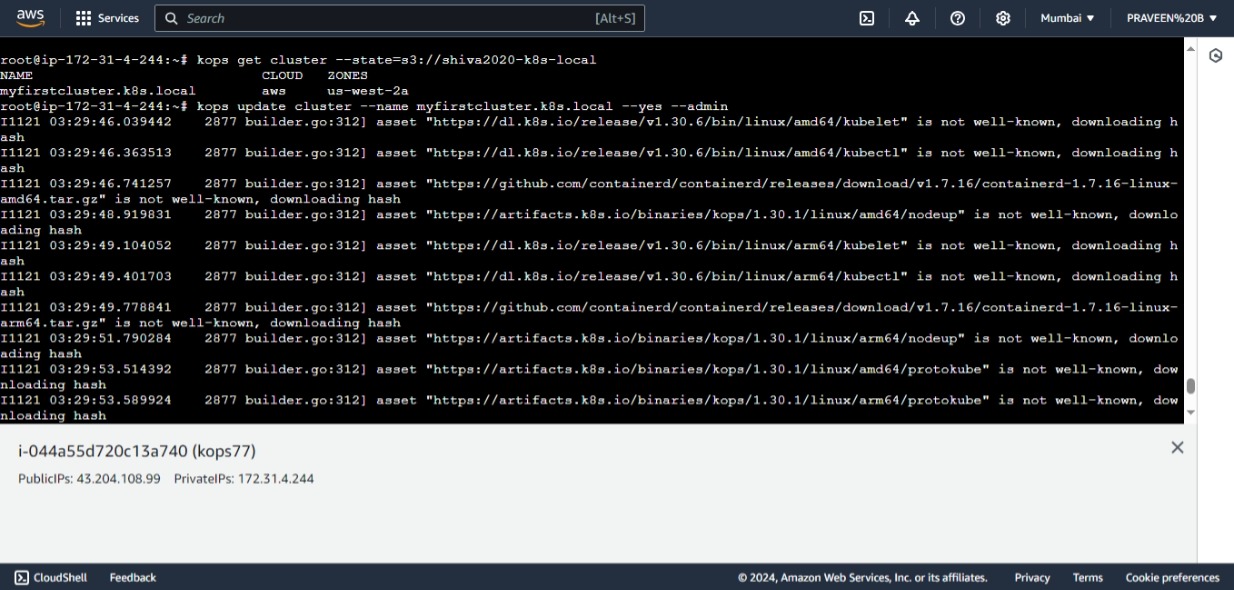 aws
Services
Search [Alt+S]
Mumbai ▼
PRAVEEN%20B ▼
root@ip-172-31-4-244:~# kops get cluster --state=s3://shiva2020-k8s-local
NAME CLOUD ZONES
myfirstcluster.k8s.local aws us-west-2a
root@ip-172-31-4-244:~# kops update cluster --name myfirstcluster.k8s.local --yes --admin
I1121 03:29:46.039442 2877 builder.go:312] asset "https://dl.k8s.io/release/v1.30.6/bin/linux/amd64/kubelet" is not well-known, downloading h
ash
I1121 03:29:46.363513 2877 builder.go:312] asset "https://dl.k8s.io/release/v1.30.6/bin/linux/amd64/kubectl" is not well-known, downloading h
ash
I1121 03:29:46.741257 2877 builder.go:312] asset "https://github.com/containerd/containerd/releases/download/v1.7.16/containerd-1.7.16-linux-
amd64.tar.gz" is not well-known, downloading hash
I1121 03:29:48.919831 2877 builder.go:312] asset "https://artifacts.k8s.io/binaries/kops/1.30.1/linux/amd64/nodeup" is not well-known, downlo
ading hash
I1121 03:29:49.104052 2877 builder.go:312] asset "https://dl.k8s.io/release/v1.30.6/bin/linux/arm64/kubelet" is not well-known, downloading h
ash
I1121 03:29:49.401703 2877 builder.go:312] asset "https://dl.k8s.io/release/v1.30.6/bin/linux/arm64/kubectl" is not well-known, downloading h
ash
I1121 03:29:49.778841 2877 builder.go:312] asset "https://github.com/containerd/containerd/releases/download/v1.7.16/containerd-1.7.16-linux-
arm64.tar.gz" is not well-known, downloading hash
I1121 03:29:51.790284 2877 builder.go:312] asset "https://artifacts.k8s.io/binaries/kops/1.30.1/linux/arm64/nodeup" is not well-known, downlo
ading hash
I1121 03:29:53.514392 2877 builder.go:312] asset "https://artifacts.k8s.io/binaries/kops/1.30.1/linux/amd64/protokube" is not well-known, dow
nloading hash
I1121 03:29:53.589924 2877 builder.go:312] asset "https://artifacts.k8s.io/binaries/kops/1.30.1/linux/arm64/protokube" is not well-known, dow
nloading hash
i-044a55d720c13a740 (kops77)
PublicIPs: 43.204.108.99 PrivateIPs: 172.31.4.244
CloudShell Feedback © 2024, Amazon Web Services, Inc. or its affiliates. Privacy Terms Cookie preferences